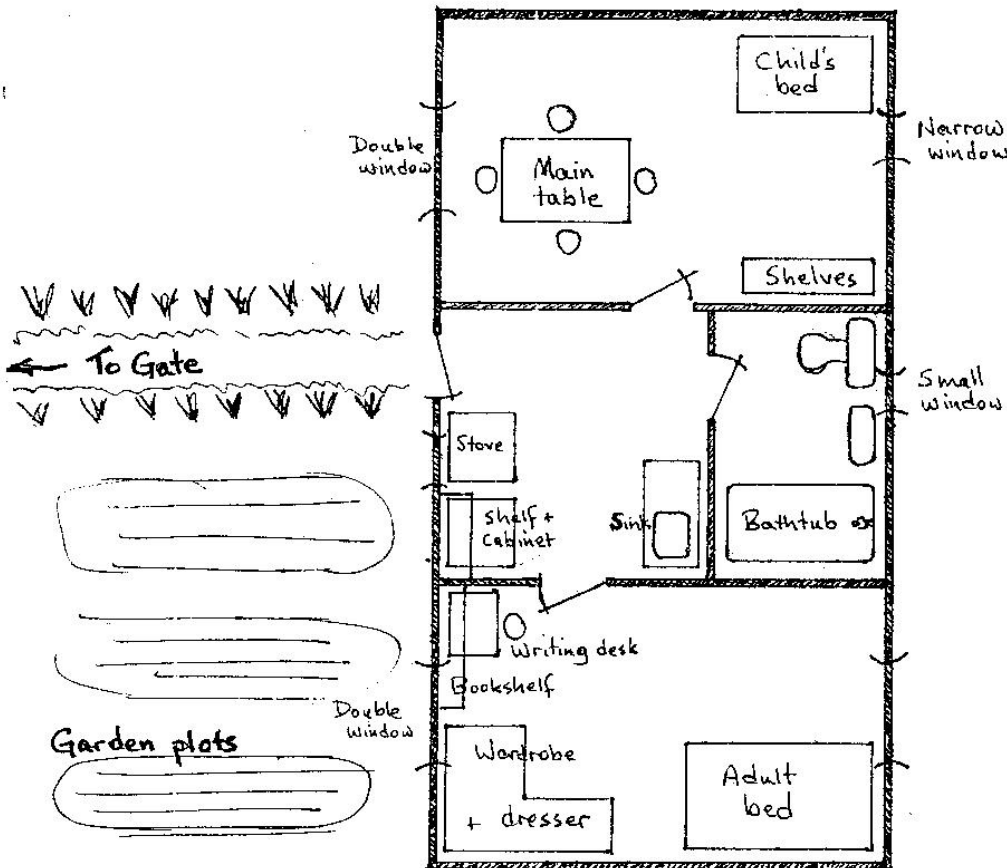 Child's
bed
Double
window
Main
table
Narrow
window
Shelves
To Gate
Small
window
Stove
Shelf +
Cabinet
Sink
Bathtub
Writing desk
Bookshelf
Double
window
Garden plots
Wardrobe
+ dresser
Adult
bed